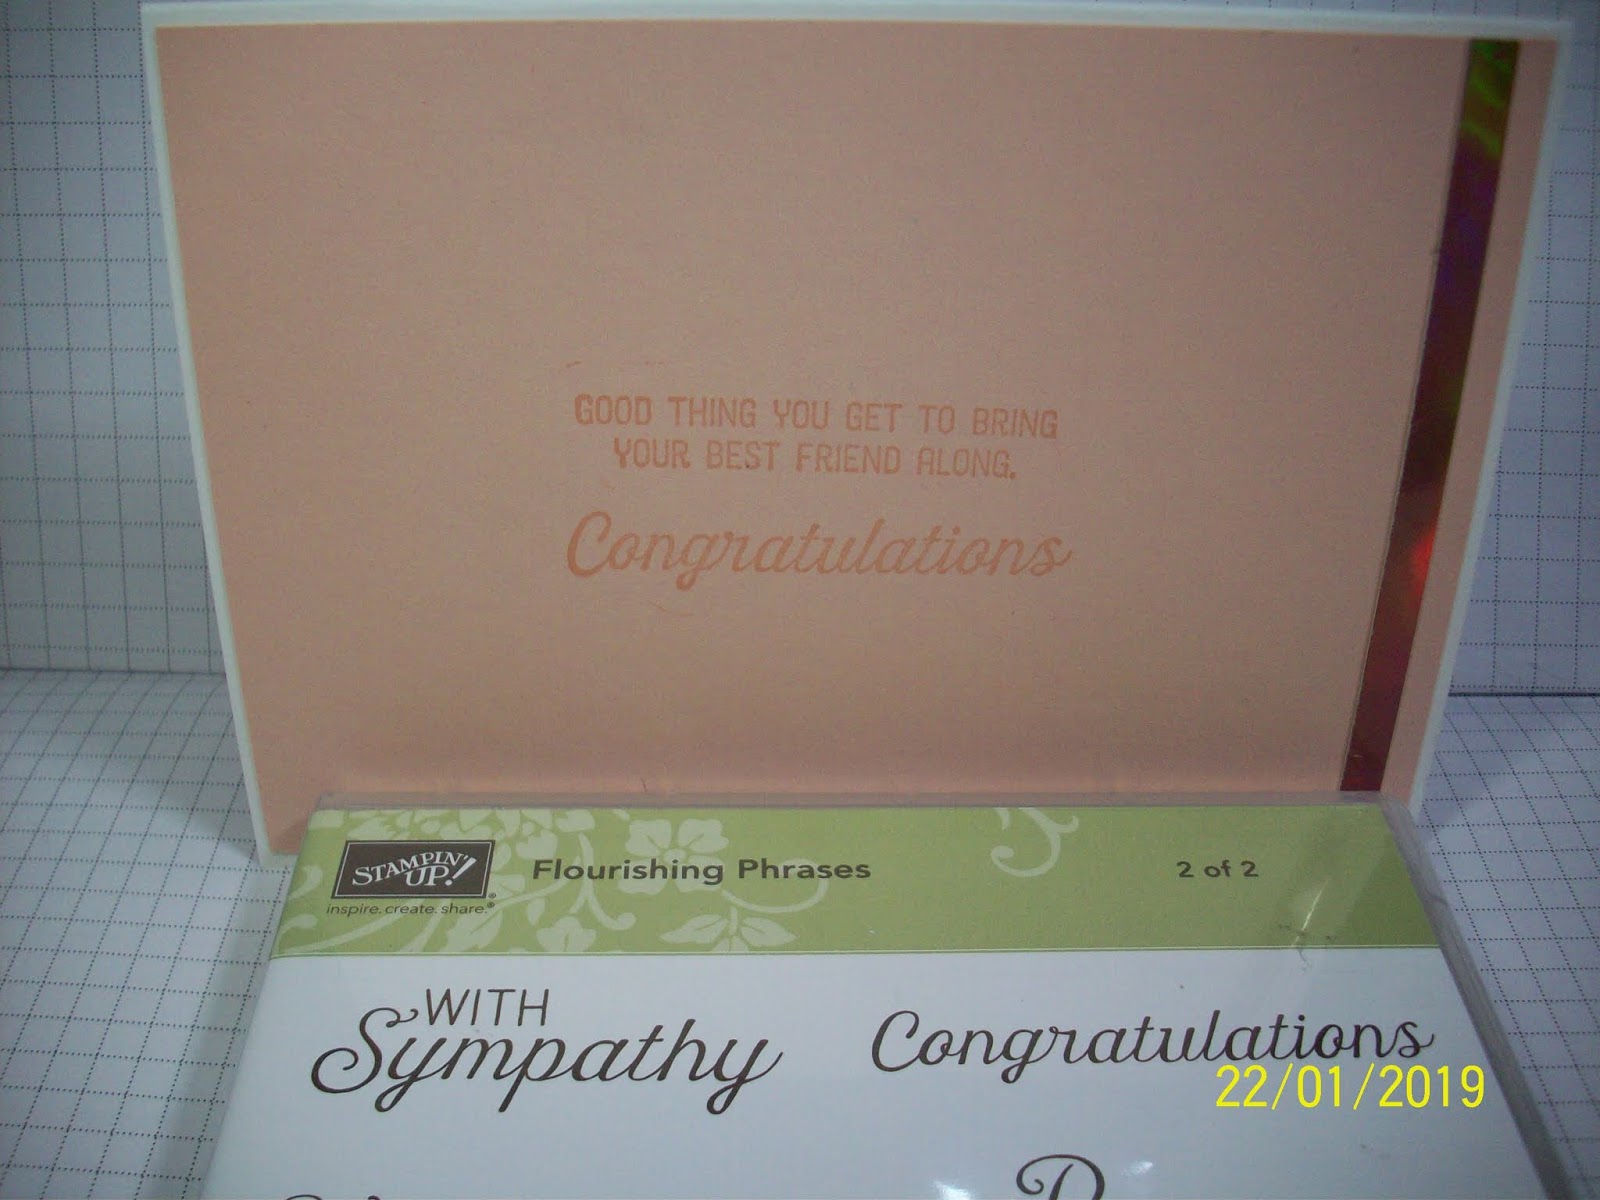 GOOD THING YOU GET TO BRING
YOUR BEST FRIEND ALONG.
Congratulations
STAMPIN' UP!®
inspire. create. share.®
Flourishing Phrases
2 of 2
WITH
Sympathy
Congratulations
22/01/2019